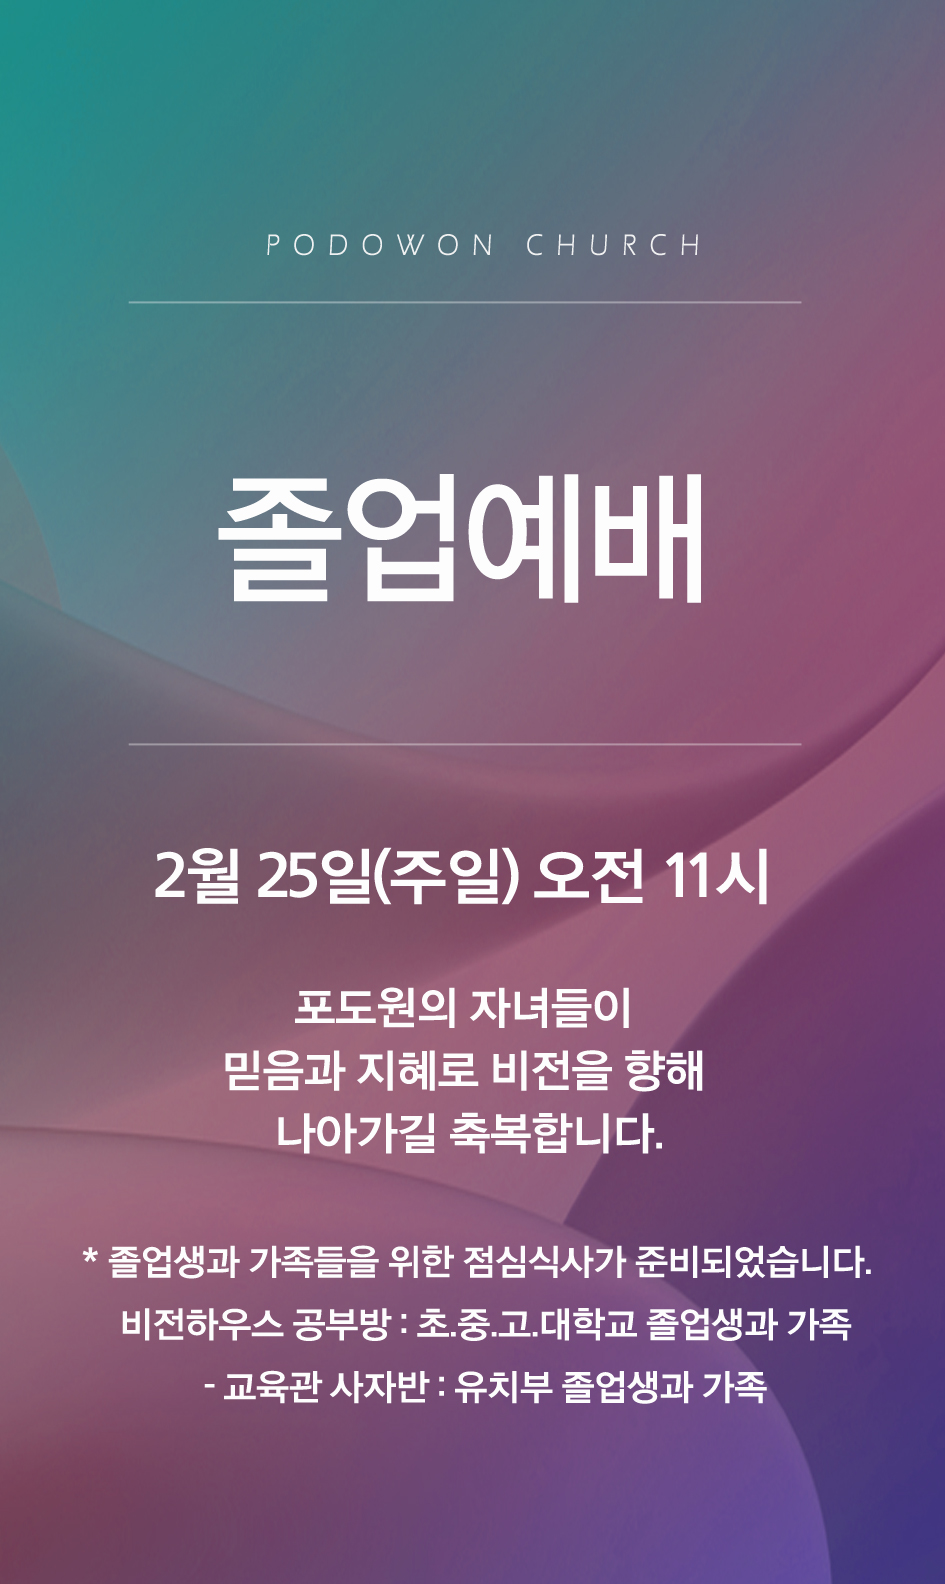 PODOWON CHURCH
졸업예배
2월 25일(주일) 오전 11시
포도원의 자녀들이
믿음과 지혜로 비전을 향해
나아가길 축복합니다.
* 졸업생과 가족들을 위한 점심식사가 준비되었습니다.
비전하우스 공부방 : 초.중.고.대학교 졸업생과 가족
- 교육관 사자반 : 유치부 졸업생과 가족